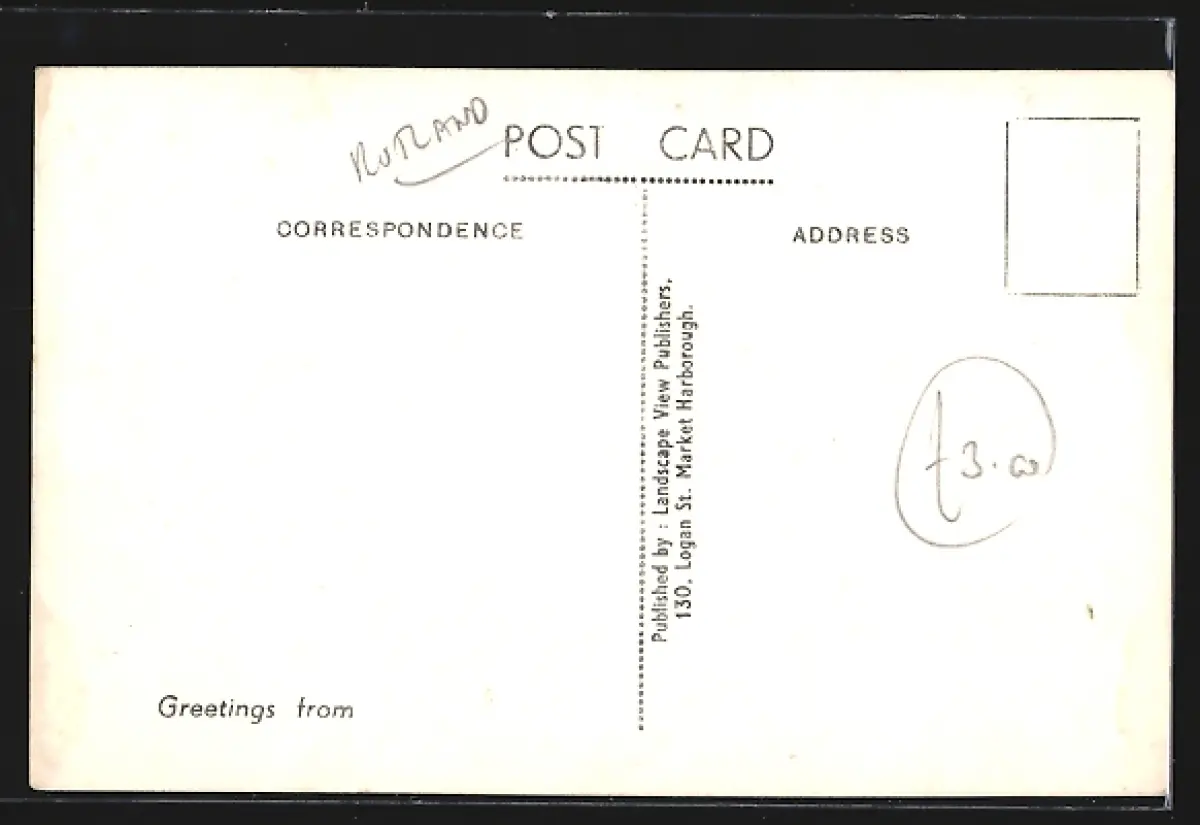 RUTLAND
POST CARD
CORRESPONDENCE
ADDRESS
Published by : Landscape View Publishers,
130, Logan St. Market Harborough.
£3.00
Greetings from